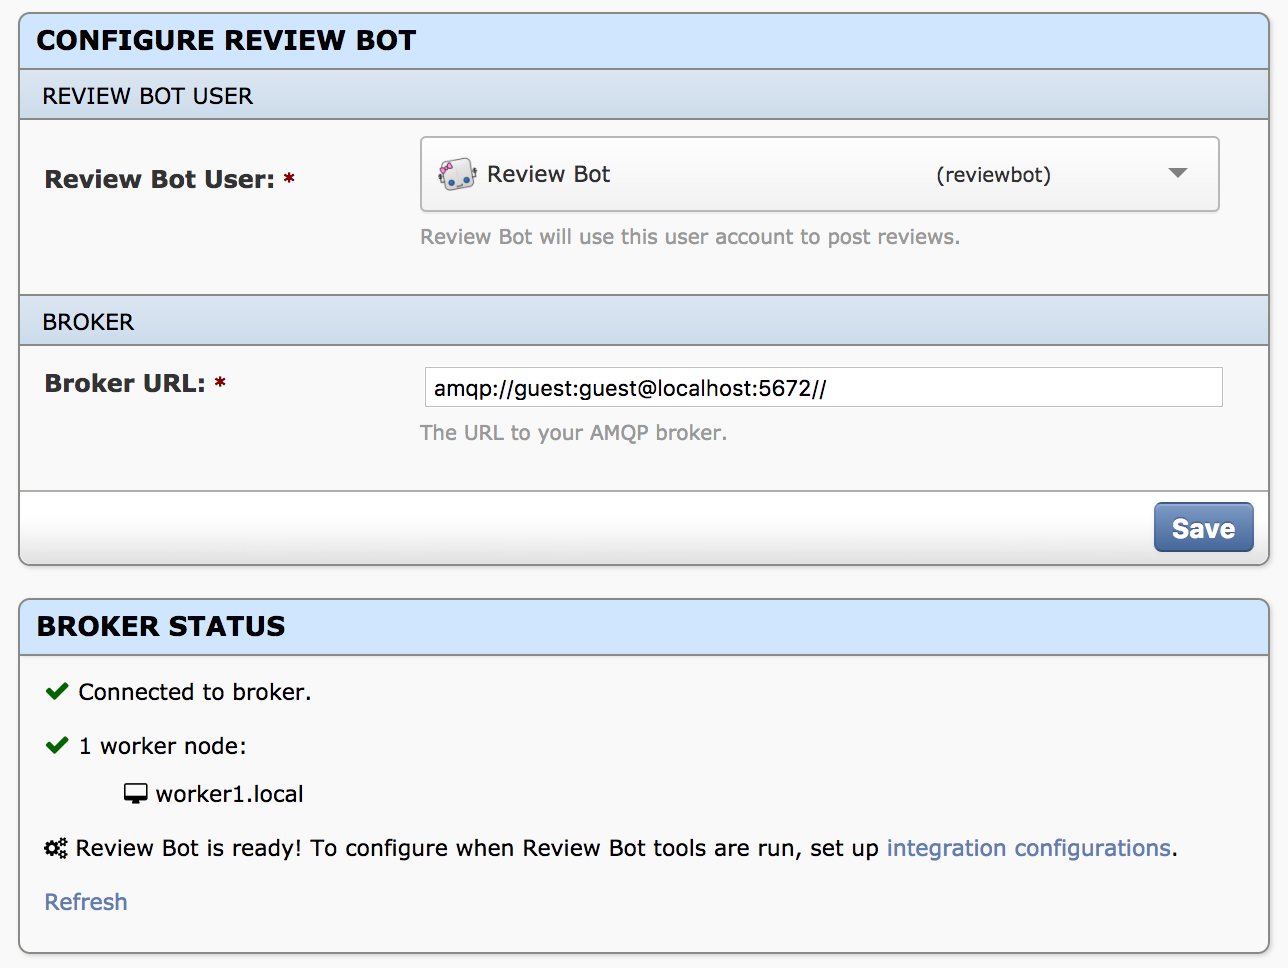 CONFIGURE REVIEW BOT
REVIEW BOT USER
Review Bot User: * Review Bot (reviewbot)
Review Bot will use this user account to post reviews.
BROKER
Broker URL: * amqp://guest:guest@localhost:5672//
The URL to your AMQP broker.
Save
BROKER STATUS
Connected to broker.
1 worker node:
worker1.local
Review Bot is ready! To configure when Review Bot tools are run, set up integration configurations.
Refresh